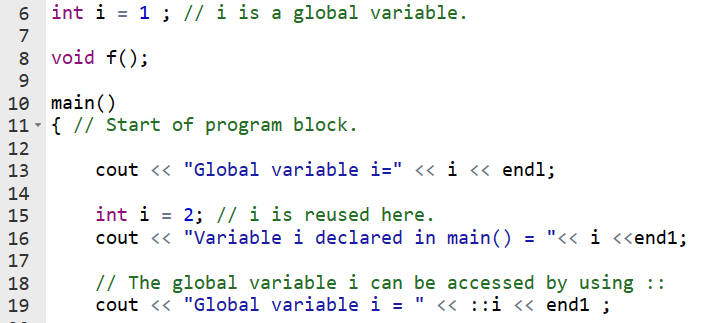 6 int i = 1 ; // i is a global variable.
7
8 void f();
9
10 main()
11 { // Start of program block.
12
13 cout << "Global variable i=" << i << endl;
14
15 int i = 2; // i is reused here.
16 cout << "Variable i declared in main() = "<< i <<end1;
17
18 // The global variable i can be accessed by using ::
19 cout << "Global variable i = " << ::i << end1 ;